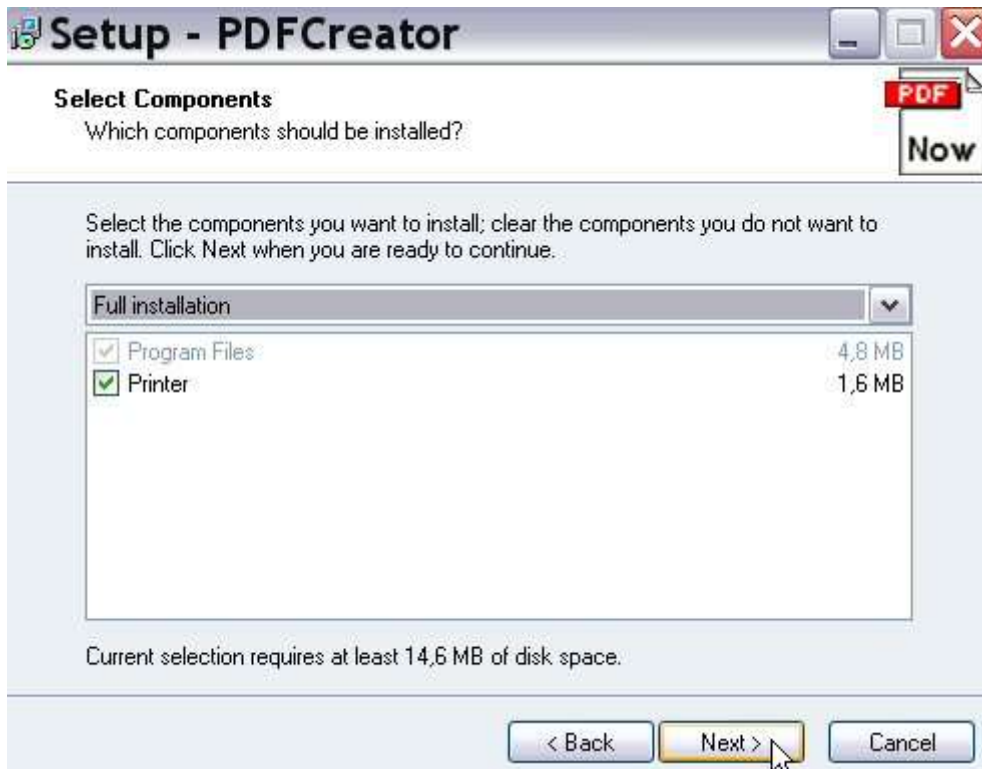 Setup - PDFCreator
Select Components
Which components should be installed?
PDF
Now
Select the components you want to install; clear the components you do not want to
install. Click Next when you are ready to continue.
Full installation
Program Files 4,8 MB
Printer 1,6 MB
Current selection requires at least 14,6 MB of disk space.
< Back Next > Cancel